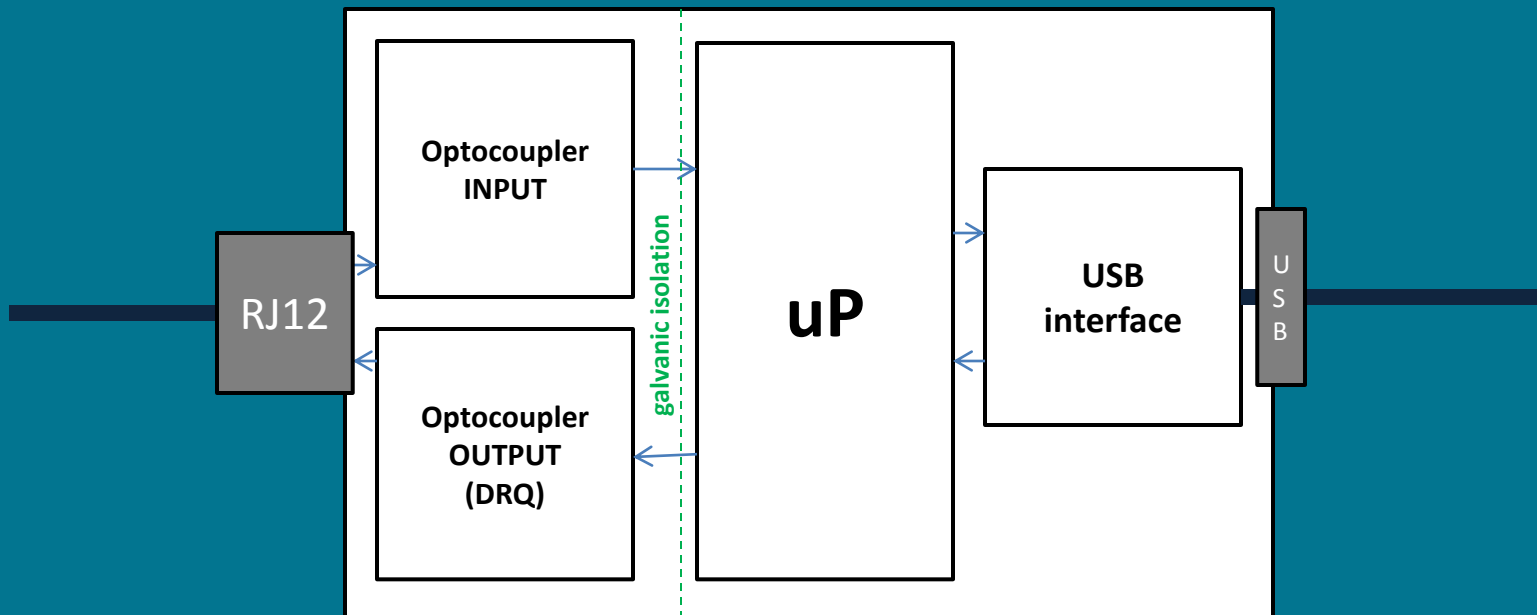 RJ12
Optocoupler
INPUT
Optocoupler
OUTPUT
(DRQ)
galvanic isolation
uP
USB
interface
U
S
B